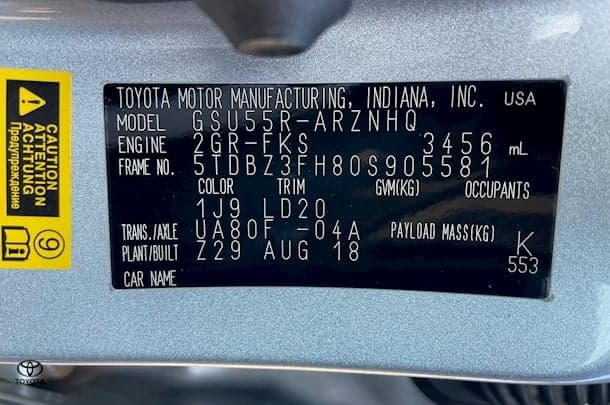 TOYOTA MOTOR MANUFACTURING, INDIANA, INC. USA
MODEL GSU55R-ARZNHQ
ENGINE 2GR-FKS 3456 mL
FRAME NO. 5TDBZ3FH80S905581
COLOR TRIM GVM(KG) OCCUPANTS
1J9 LD20
TRANS./AXLE UA80F -04A PAYLOAD MASS(KG)
PLANT/BUILT Z29 AUG 18 K
553
CAR NAME
CAUTION
ACHTENTION
ACHTUNG
Предупреждение
9
TOYOTA